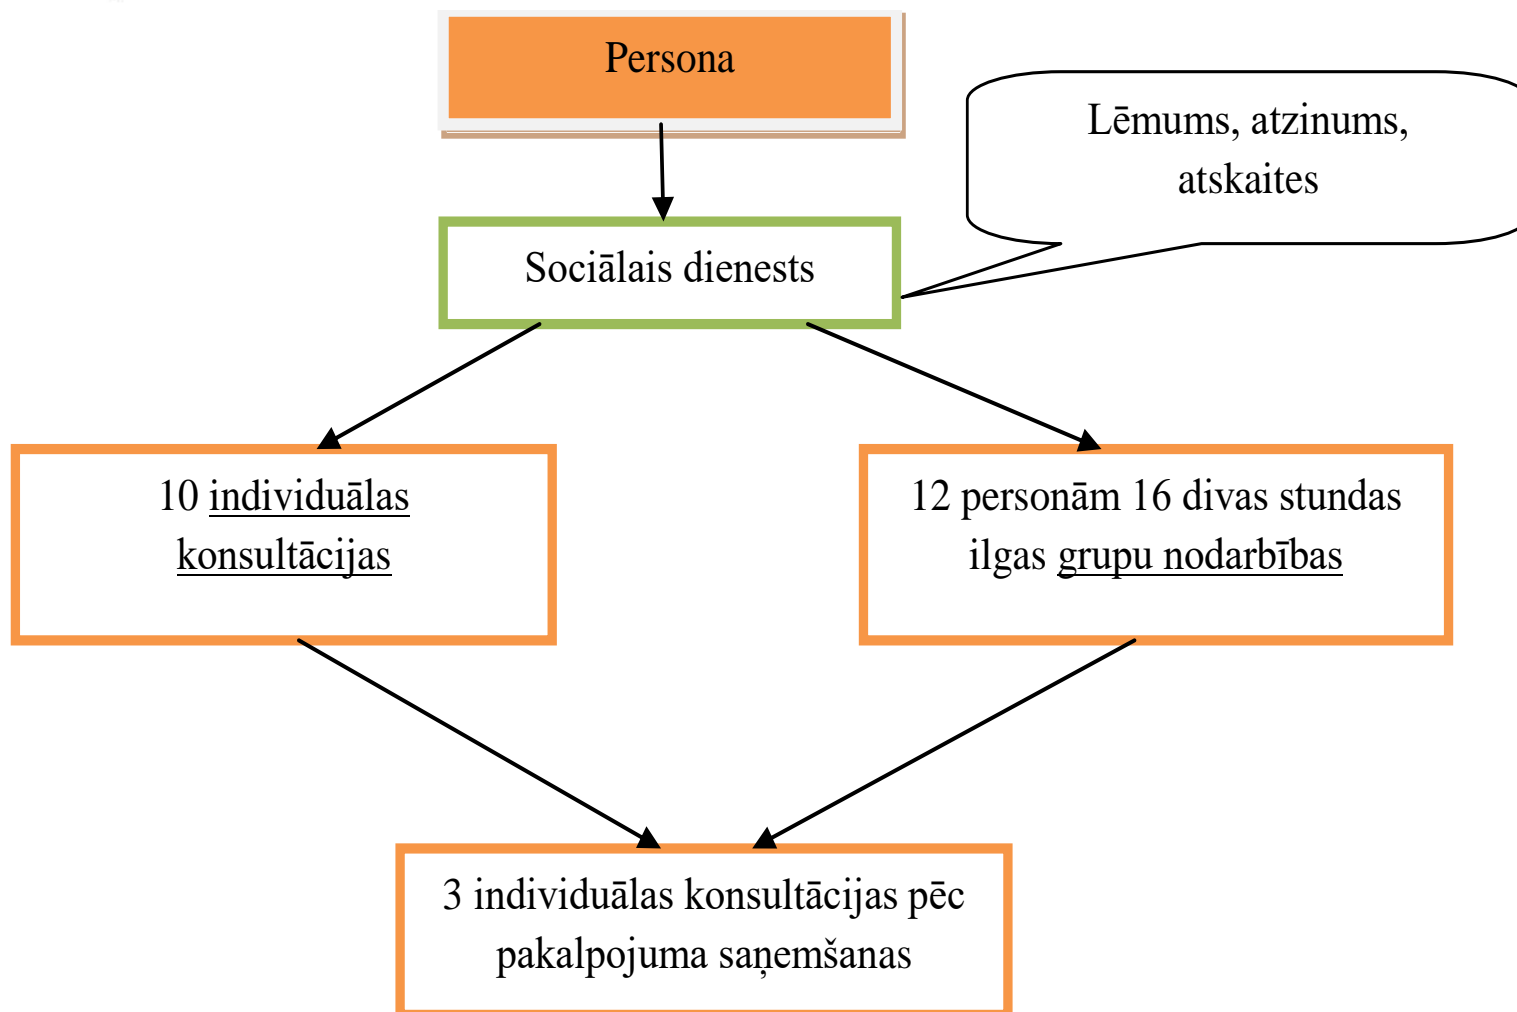 Persona
Lēmums, atzinums,
atskaites
Sociālais dienests
10 individuālas
konsultācijas
12 personām 16 divas stundas
ilgas grupu nodarbības
3 individuālas konsultācijas pēc
pakalpojuma saņemšanas